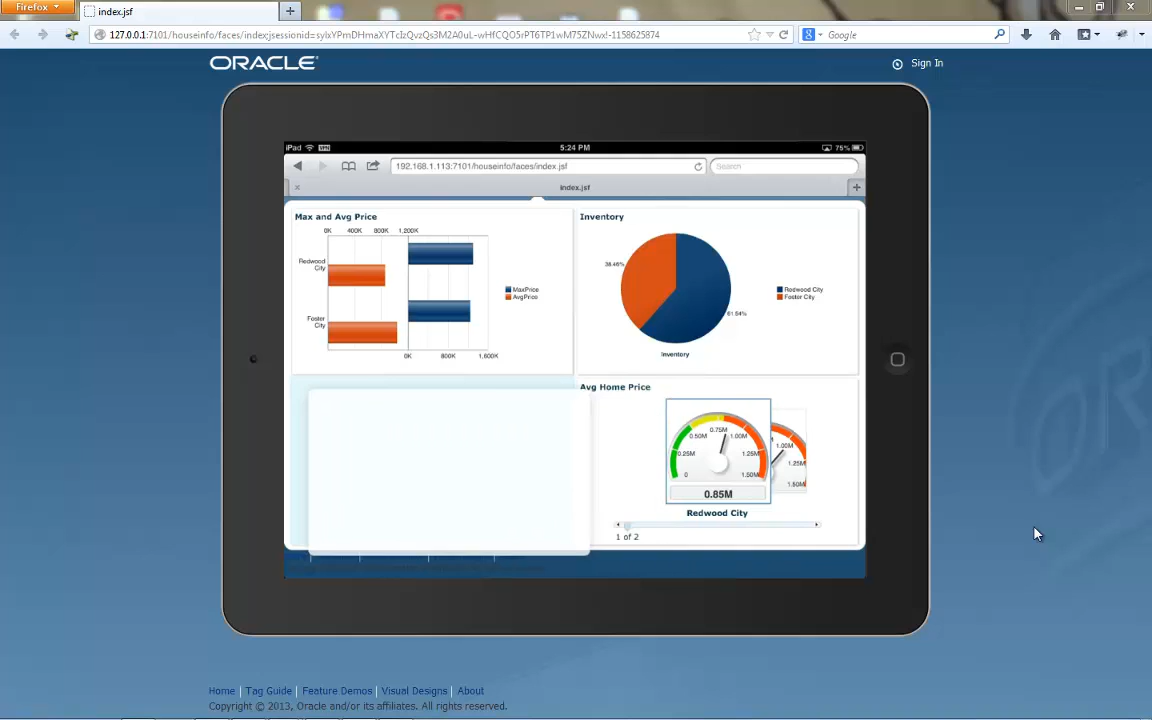 Firefox
index.jsf
127.0.0.1:7101/houseinfo/faces/index;jsessionid=sylxYPmDHmaXYTcIzQvzQs3M2A0uL-wHfCQO5rPT6TP1wM75ZNwx!-1158625874
Google
ORACLE
Sign In
iPad
VPN
5:24 PM
75%
192.168.1.113:7101/houseinfo/faces/index.jsf
Search
index.jsf
Max and Avg Price
0K 400K 800K 1,200K
Redwood City
Foster City
0K 800K 1,600K
MaxPrice
AvgPrice
Inventory
38.46%
61.54%
Redwood City
Foster City
Inventory
Avg Home Price
0 0.25M 0.50M 0.75M 1.00M 1.25M 1.50M
0.85M
1.00M
1.25M
1.50M
Redwood City
1 of 2
Home | Tag Guide | Feature Demos | Visual Designs | About
Copyright © 2013, Oracle and/or its affiliates. All rights reserved.